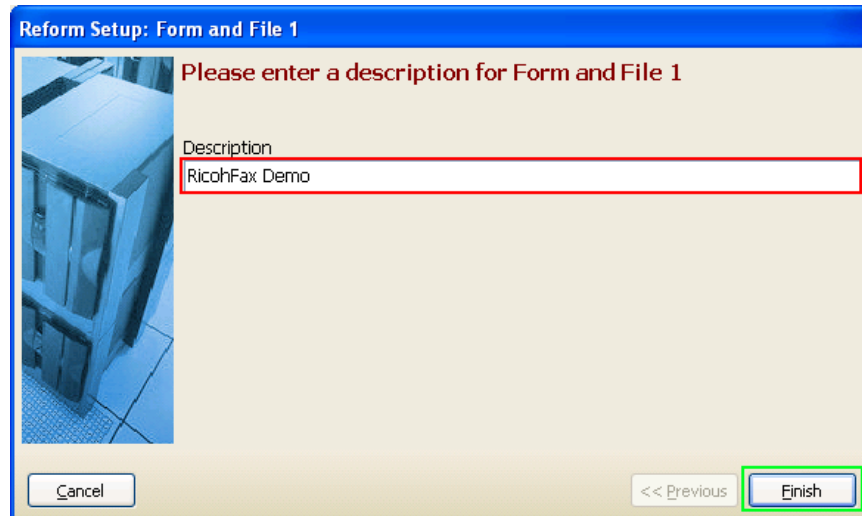 Reform Setup: Form and File 1
Please enter a description for Form and File 1
Description
RicohFax Demo
Cancel
<< Previous
Finish